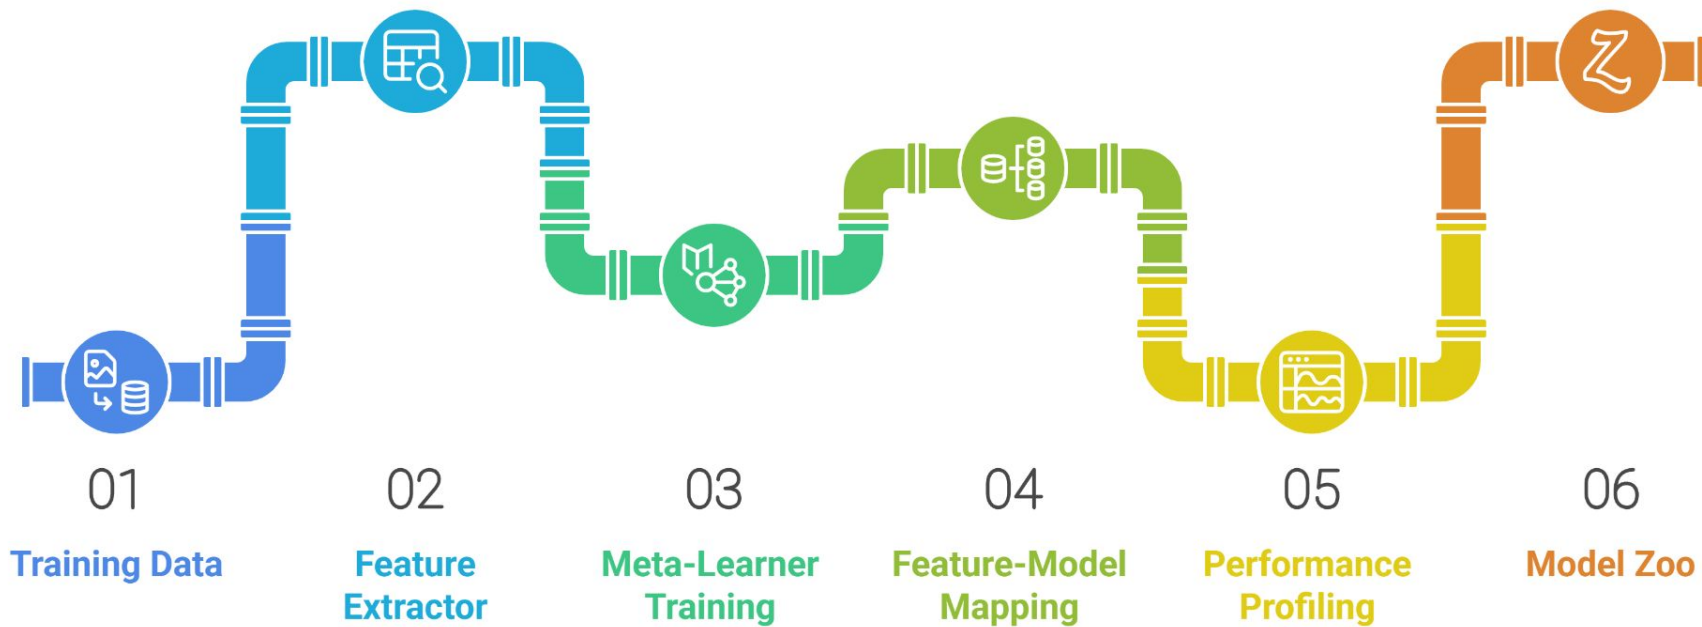 01
Training Data
02
Feature
Extractor
03
Meta-Learner
Training
04
Feature-Model
Mapping
05
Performance
Profiling
06
Model Zoo